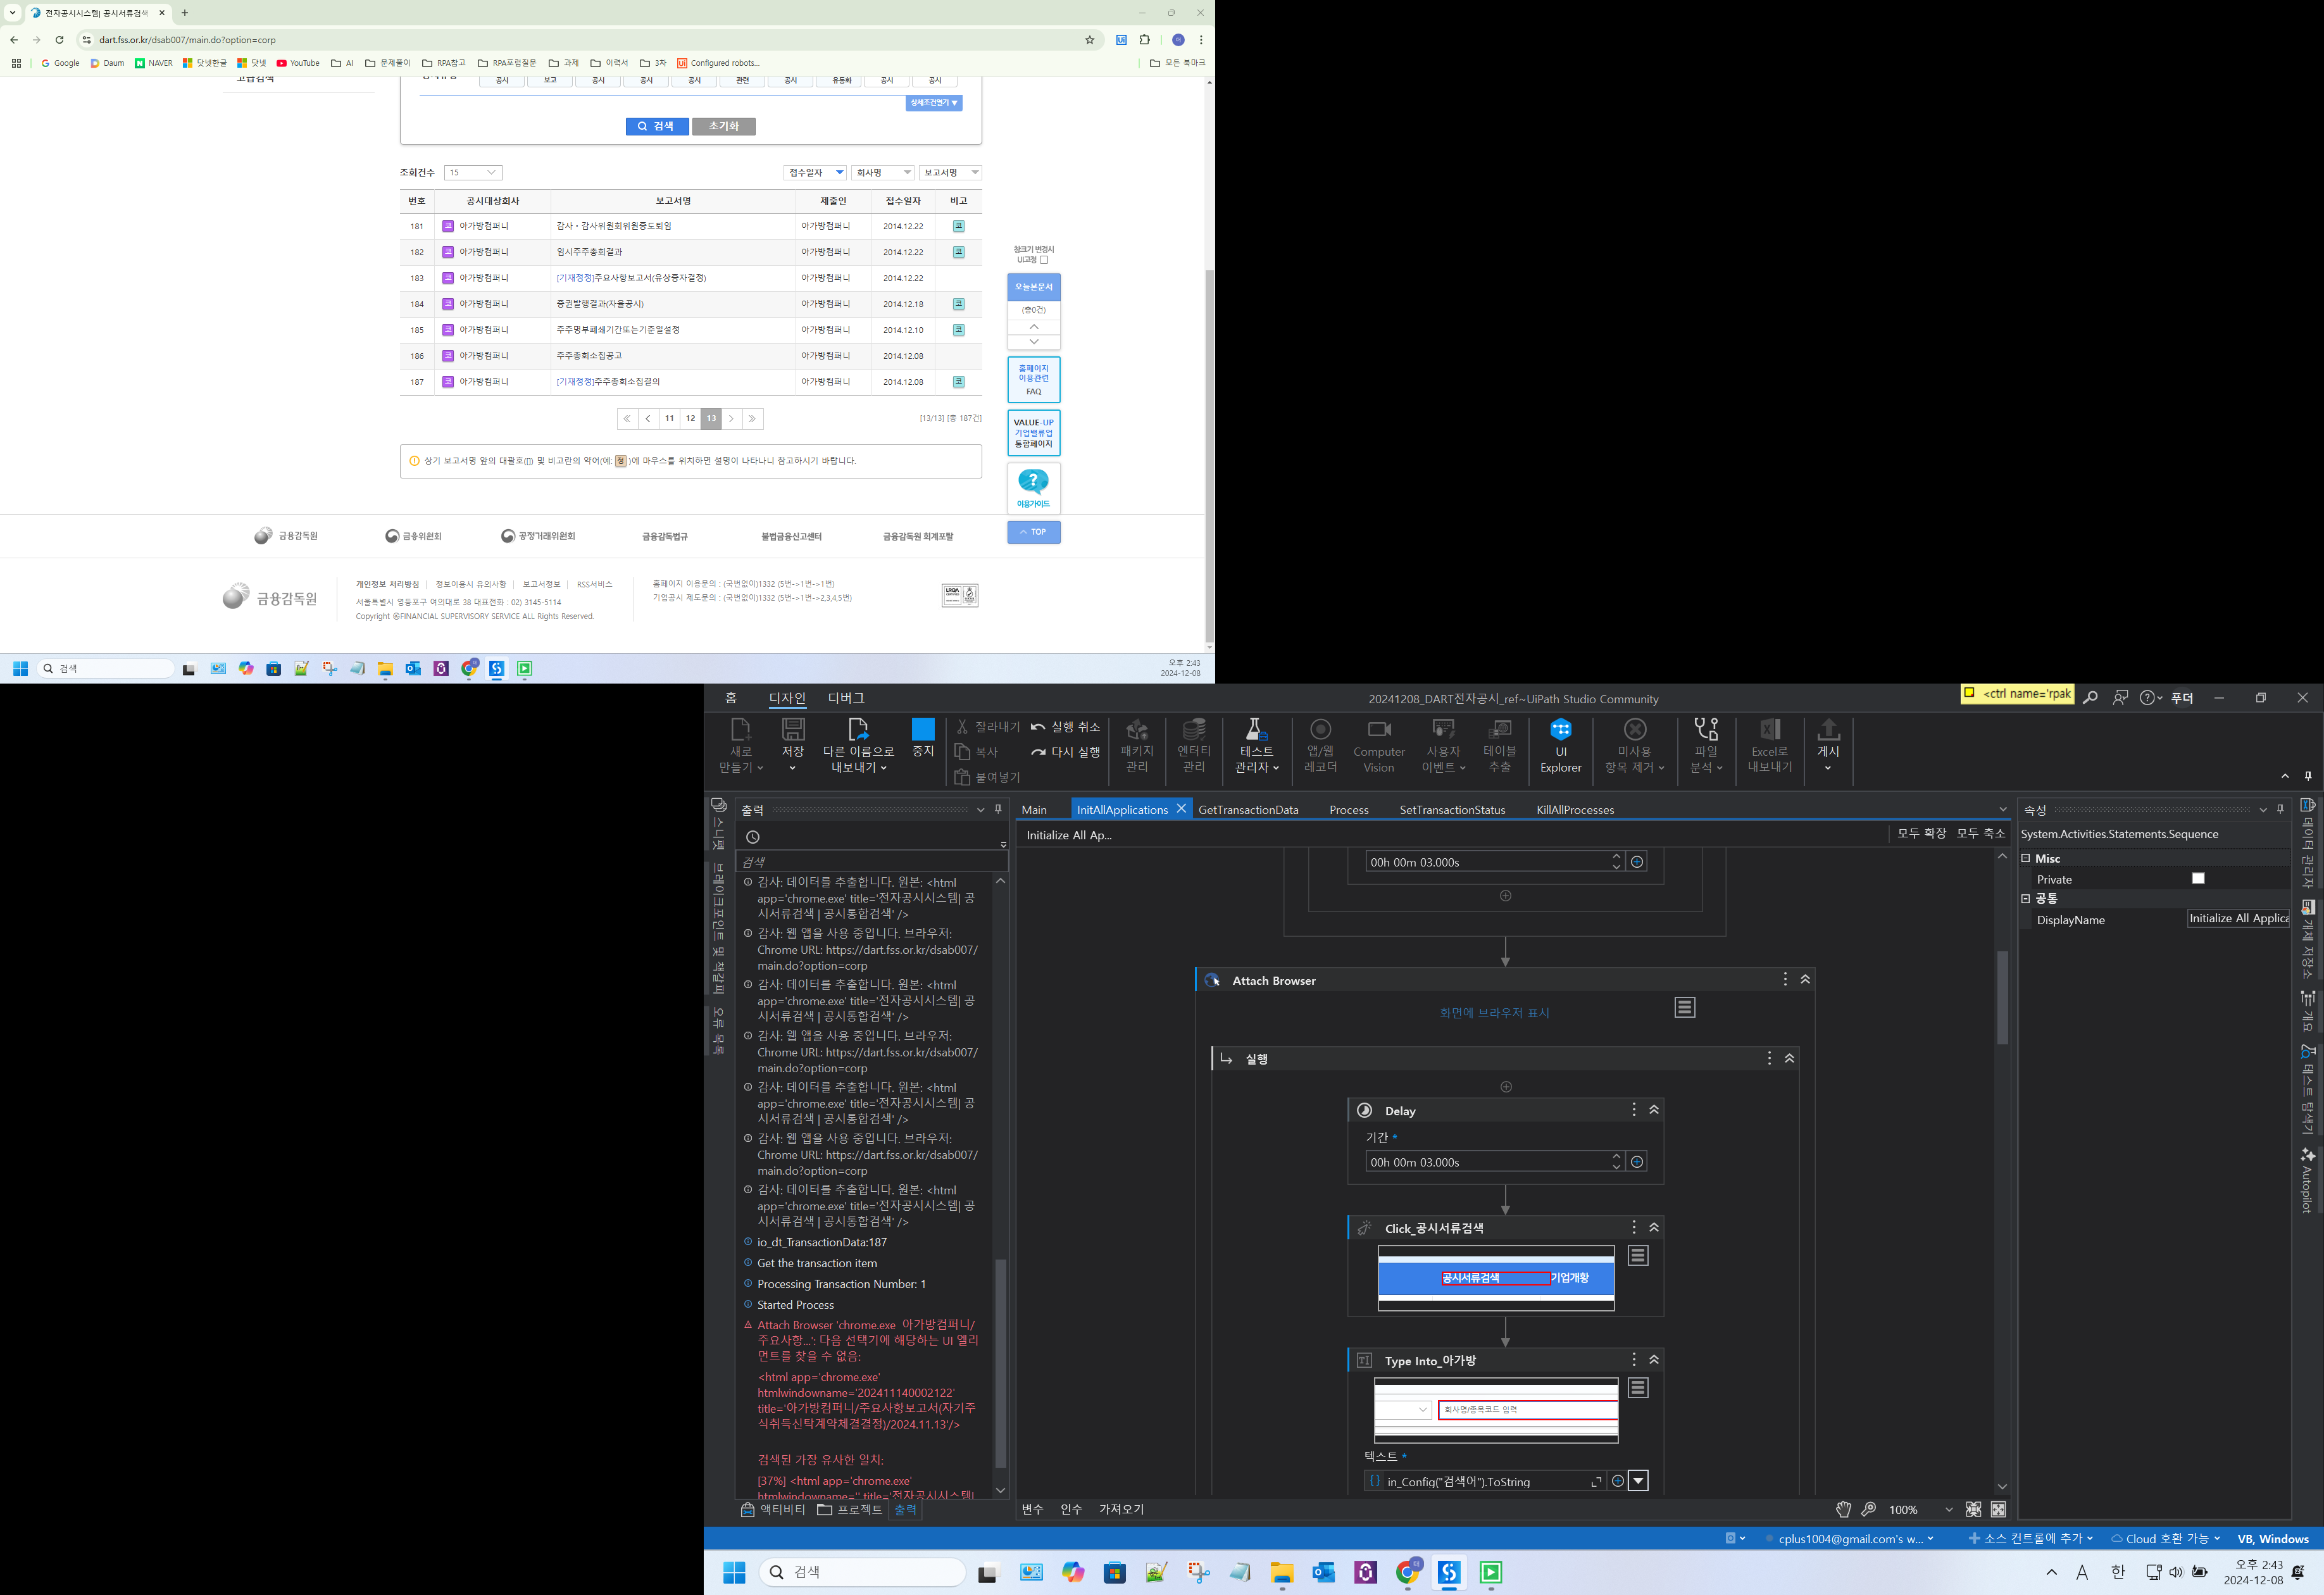 전자공시시스템| 공시서류검색
dart.fss.or.kr/dsab007/main.do?option=corp
Google Daum NAVER 닷넷한글 닷넷 YouTube AI 문제풀이 RPA참고 RPA포럼질문 과제 이력서 3차 Configured robots... 모든 북마크
공시 보고 공시 공시 공시 관련 공시 유동화 공시 공시
상세조건열기 ▼
검색 초기화
조회건수 15 접수일자 회사명 보고서명
번호 공시대상회사 보고서명 제출인 접수일자 비고
181 코 아가방컴퍼니 감사・감사위원회위원중도퇴임 아가방컴퍼니 2014.12.22 코
182 코 아가방컴퍼니 임시주주총회결과 아가방컴퍼니 2014.12.22 코
183 코 아가방컴퍼니 [기재정정]주요사항보고서(유상증자결정) 아가방컴퍼니 2014.12.22
184 코 아가방컴퍼니 증권발행결과(자율공시) 아가방컴퍼니 2014.12.18 코
185 코 아가방컴퍼니 주주명부폐쇄기간또는기준일설정 아가방컴퍼니 2014.12.10 코
186 코 아가방컴퍼니 주주총회소집공고 아가방컴퍼니 2014.12.08
187 코 아가방컴퍼니 [기재정정]주주총회소집결의 아가방컴퍼니 2014.12.08 코
11 12 13
[13/13] [총 187건]
상기 보고서명 앞의 대괄호([]) 및 비고란의 약어(예: 정 )에 마우스를 위치하면 설명이 나타나니 참고하시기 바랍니다.
창크기 변경시
UI고정
오늘본문서
(총0건)
홈페이지
이용관련
FAQ
VALUE-UP
기업밸류업
통합페이지
이용가이드
TOP
금융감독원 금융위원회 공정거래위원회 금융감독법규 불법금융신고센터 금융감독원 회계포탈
금융감독원
개인정보 처리방침 정보이용시 유의사항 보고서정보 RSS서비스
서울특별시 영등포구 여의대로 38 대표전화 : 02) 3145-5114
Copyright ⓒFINANCIAL SUPERVISORY SERVICE ALL Rights Reserved.
홈페이지 이용문의 : (국번없이)1332 (5번->1번->1번)
기업공시 제도문의 : (국번없이)1332 (5번->1번->2,3,4,5번)
LRQA
검색
오후 2:43
2024-12-08
홈 디자인 디버그
20241208_DART전자공시_ref~UiPath Studio Community
<ctrl name='rpak
푸더
새로 만들기
저장
다른 이름으로 내보내기
중지
잘라내기
복사
붙여넣기
실행 취소
다시 실행
패키지 관리
엔터티 관리
테스트 관리자
앱/웹 레코더
Computer Vision
사용자 이벤트
테이블 추출
UI Explorer
미사용 항목 제거
파일 분석
Excel로 내보내기
게시
스니펫
브레이크포인트 및 책갈피
오류 목록
출력
검색
감사: 데이터를 추출합니다. 원본: <html
app='chrome.exe' title='전자공시시스템| 공
시서류검색 | 공시통합검색' />
감사: 웹 앱을 사용 중입니다. 브라우저:
Chrome URL: https://dart.fss.or.kr/dsab007/
main.do?option=corp
감사: 데이터를 추출합니다. 원본: <html
app='chrome.exe' title='전자공시시스템| 공
시서류검색 | 공시통합검색' />
감사: 웹 앱을 사용 중입니다. 브라우저:
Chrome URL: https://dart.fss.or.kr/dsab007/
main.do?option=corp
감사: 데이터를 추출합니다. 원본: <html
app='chrome.exe' title='전자공시시스템| 공
시서류검색 | 공시통합검색' />
감사: 웹 앱을 사용 중입니다. 브라우저:
Chrome URL: https://dart.fss.or.kr/dsab007/
main.do?option=corp
감사: 데이터를 추출합니다. 원본: <html
app='chrome.exe' title='전자공시시스템| 공
시서류검색 | 공시통합검색' />
io_dt_TransactionData:187
Get the transaction item
Processing Transaction Number: 1
Started Process
Attach Browser 'chrome.exe 아가방컴퍼니/
주요사항...': 다음 선택기에 해당하는 UI 엘리
먼트를 찾을 수 없음:
<html app='chrome.exe'
htmlwindowname='202411140002122'
title='아가방컴퍼니/주요사항보고서(자기주
식취득신탁계약체결결정)/2024.11.13'/>
검색된 가장 유사한 일치:
[37%] <html app='chrome.exe'
htmlwindowname='' title='전자공시시스템|
액티비티 프로젝트 출력
Main InitAllApplications GetTransactionData Process SetTransactionStatus KillAllProcesses
Initialize All Ap...
모두 확장 모두 축소
00h 00m 03.000s
Attach Browser
화면에 브라우저 표시
실행
Delay
기간 *
00h 00m 03.000s
Click_공시서류검색
공시서류검색 기업개황
Type Into_아가방
회사명/종목코드 입력
텍스트 *
in_Config("검색어").ToString
변수 인수 가져오기
100%
속성
System.Activities.Statements.Sequence
Misc
Private
공통
DisplayName Initialize All Applica
데이터 관리자
개체 저장소
개요
테스트 탐색기
Autopilot
cplus1004@gmail.com's w... 소스 컨트롤에 추가 Cloud 호환 가능 VB, Windows
검색
A 한
오후 2:43
2024-12-08